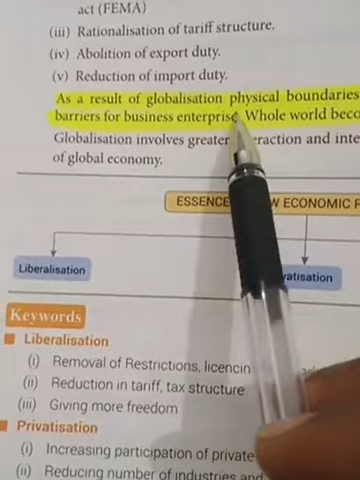 act (FEMA)
(iii) Rationalisation of tariff structure.
(iv) Abolition of export duty.
(v) Reduction of import duty.
As a result of globalisation physical boundaries
barriers for business enterprise. Whole world beco
Globalisation involves greater eraction and inte
of global economy.
ESSENCE W ECONOMIC
Liberalisation
vatisation
Keywords
Liberalisation
(i) Removal of Restrictions, licencin
(ii) Reduction in tariff, tax structure
(iii) Giving more freedom
Privatisation
(i) Increasing participation of private
(ii) Reducing number of industries and